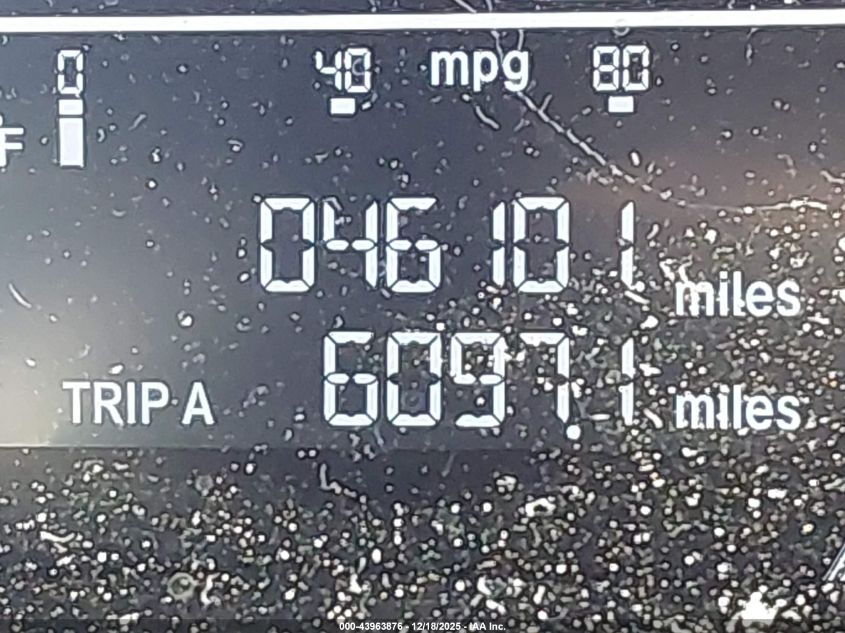 0 40 mpg 80
F
046101 miles
TRIP A 6097.1 miles
000-43963876 - 12/18/2025 - IAA Inc.